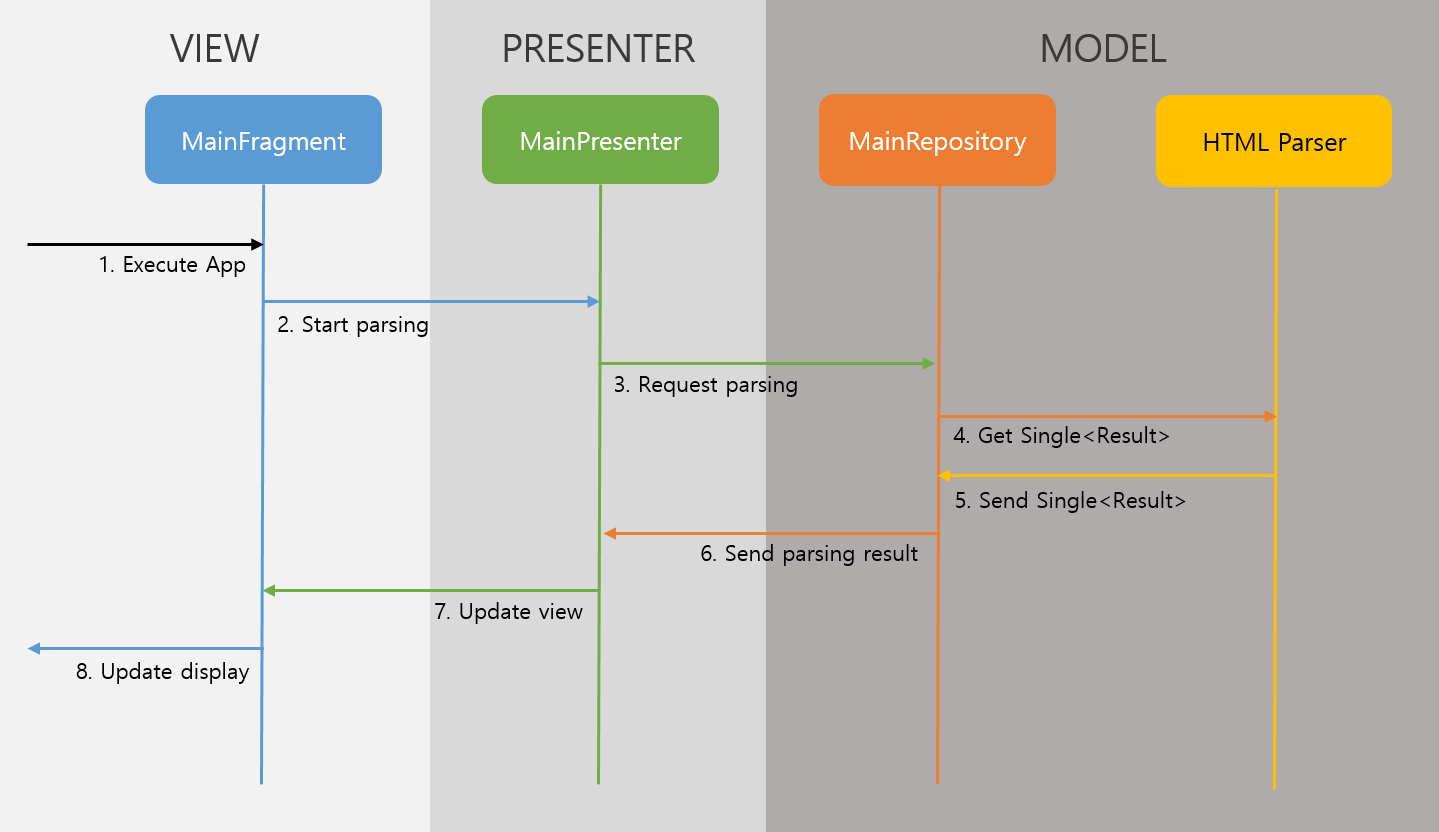 VIEW
PRESENTER
MODEL
MainFragment
MainPresenter
MainRepository
HTML Parser
1. Execute App
2. Start parsing
3. Request parsing
4. Get Single<Result>
5. Send Single<Result>
6. Send parsing result
7. Update view
8. Update display